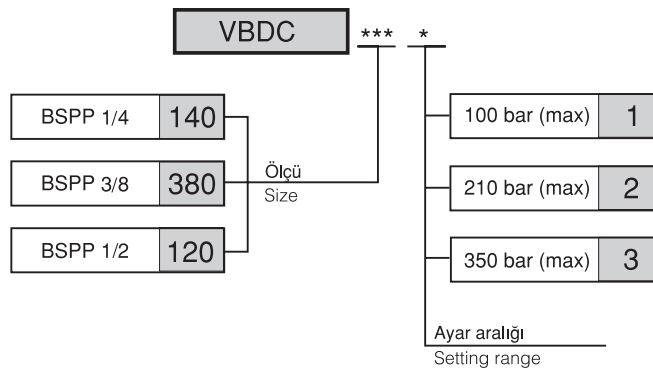 VBDC *** *
BSPP 1/4 140
BSPP 3/8 380
BSPP 1/2 120
Ölçü
Size
100 bar (max) 1
210 bar (max) 2
350 bar (max) 3
Ayar aralığı
Setting range